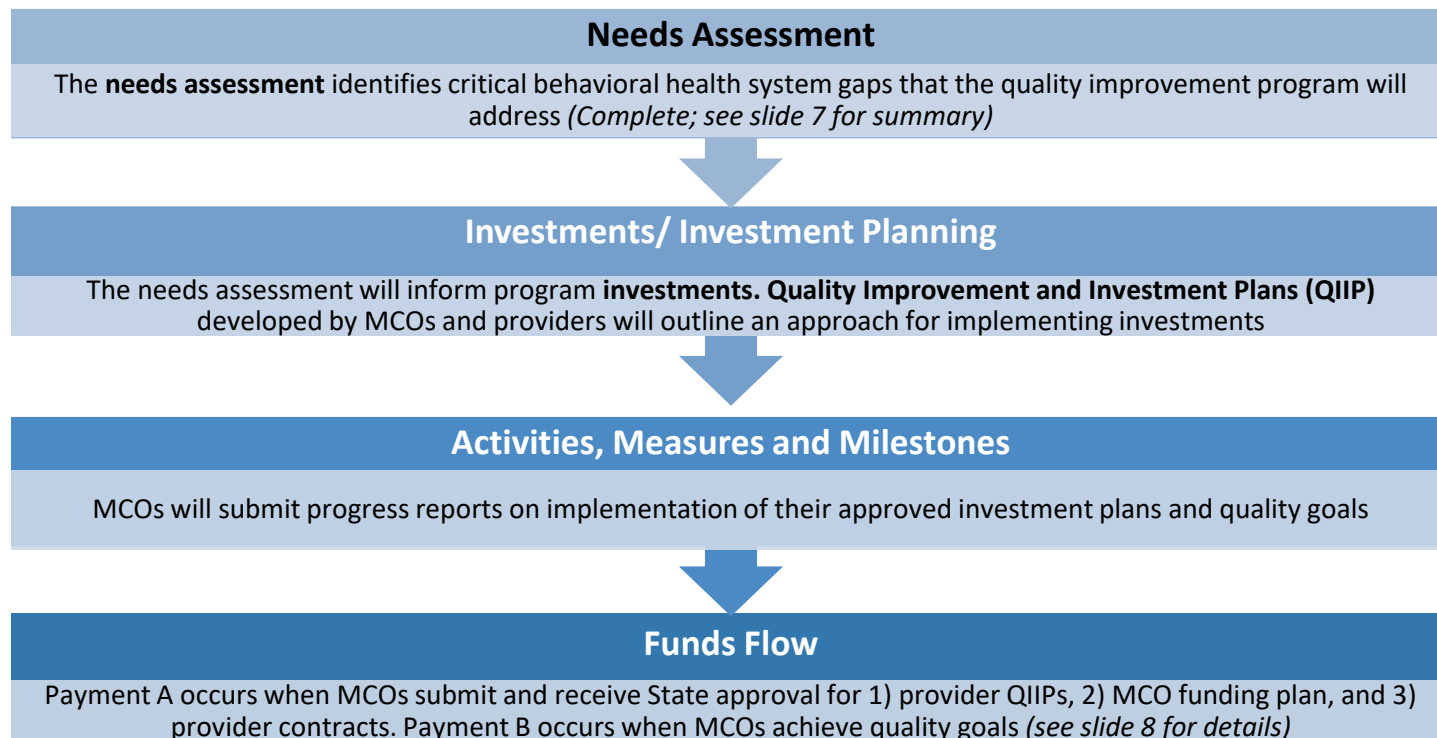 Needs Assessment
The needs assessment identifies critical behavioral health system gaps that the quality improvement program will
address (Complete; see slide 7 for summary)
Investments/ Investment Planning
The needs assessment will inform program investments. Quality Improvement and Investment Plans (QIIP)
developed by MCOs and providers will outline an approach for implementing investments
Activities, Measures and Milestones
MCOs will submit progress reports on implementation of their approved investment plans and quality goals
Funds Flow
Payment A occurs when MCOs submit and receive State approval for 1) provider QIIPs, 2) MCO funding plan, and 3)
provider contracts. Payment B occurs when MCOs achieve quality goals (see slide 8 for details)